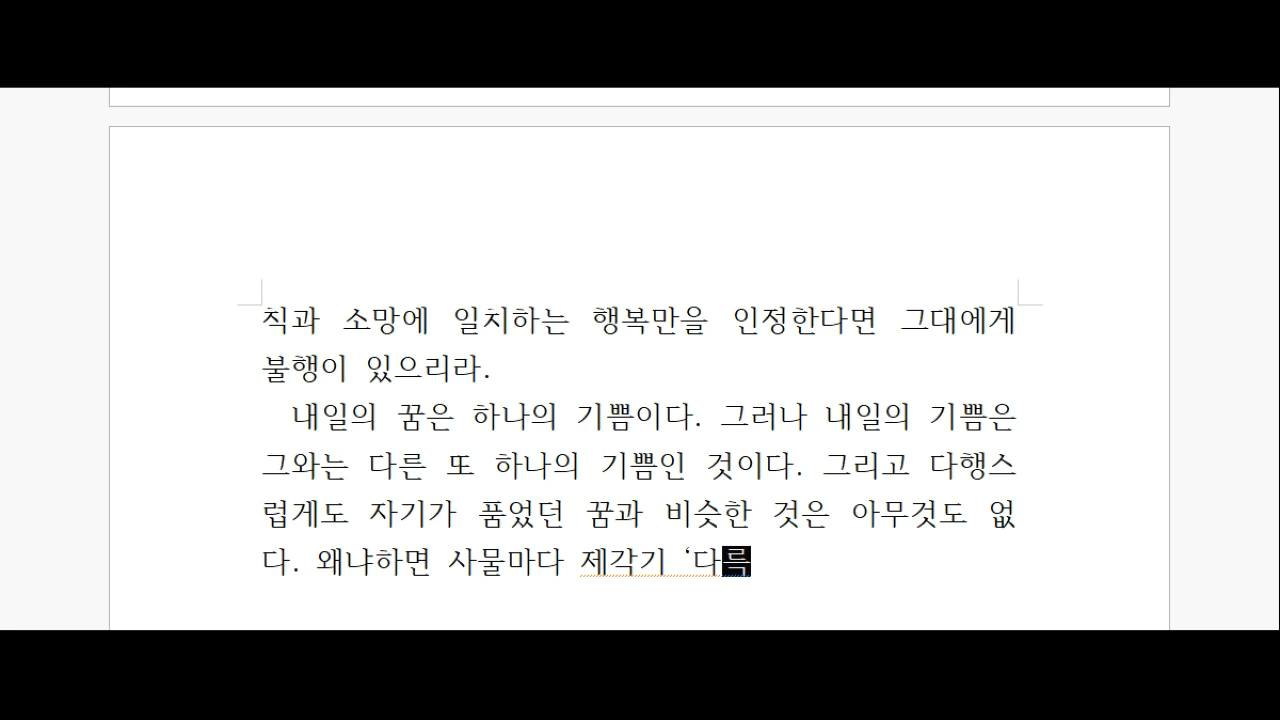 칙과 소망에 일치하는 행복만을 인정한다면 그대에게
불행이 있으리라.
내일의 꿈은 하나의 기쁨이다. 그러나 내일의 기쁨은
그와는 다른 또 하나의 기쁨인 것이다. 그리고 다행스
럽게도 자기가 품었던 꿈과 비슷한 것은 아무것도 없
다. 왜냐하면 사물마다 제각기 ‘다륵